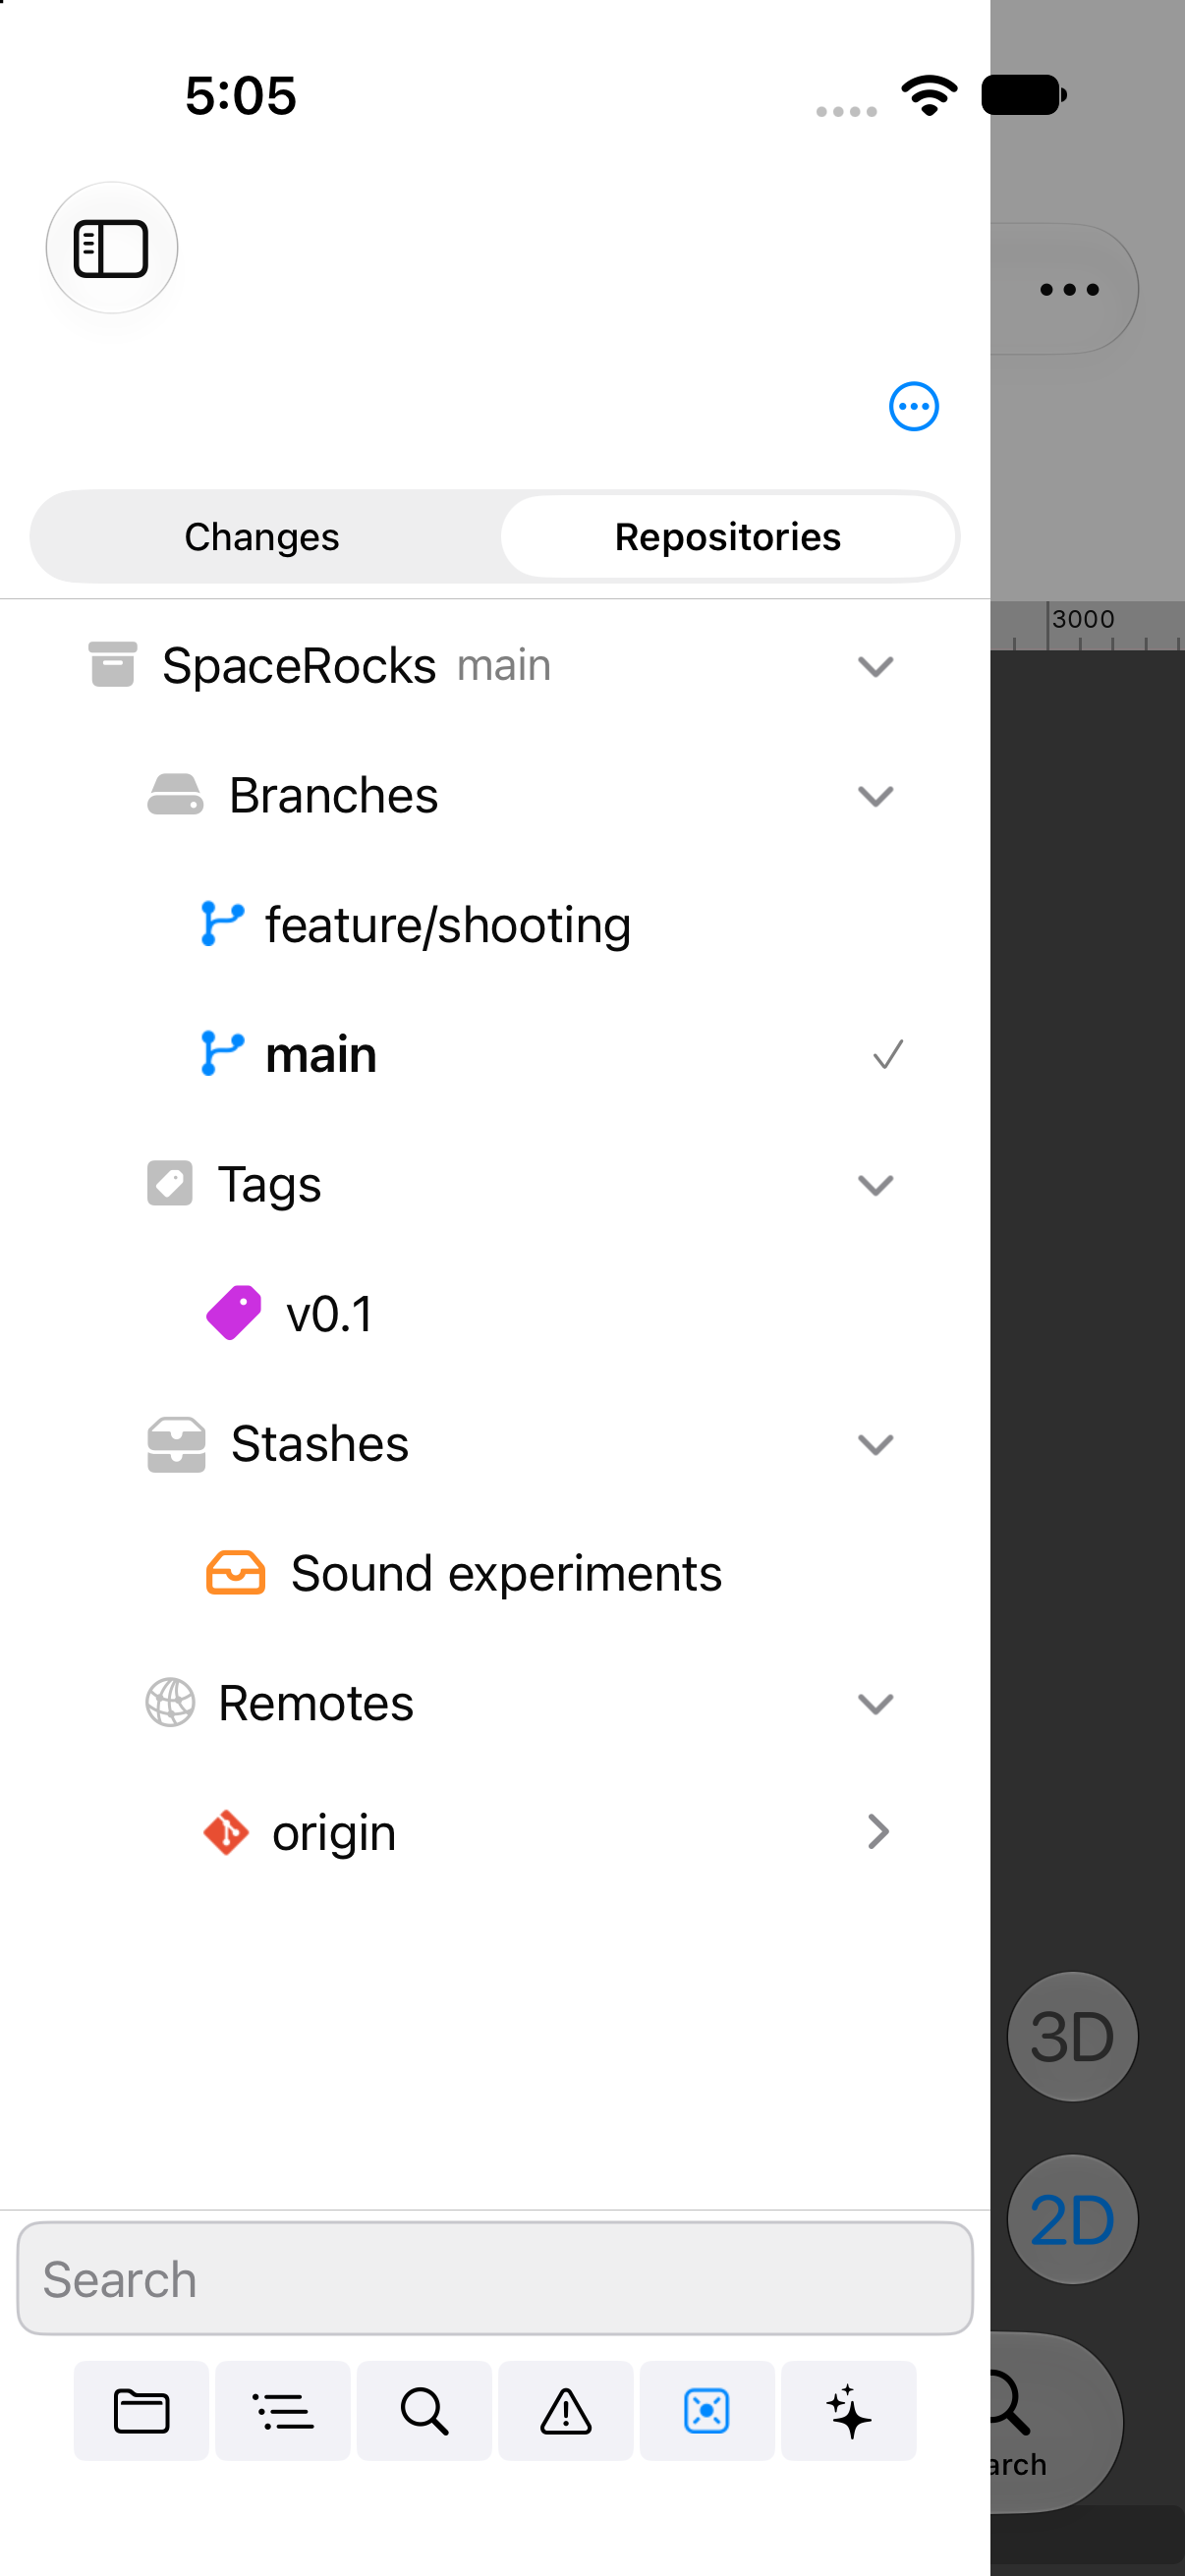 5:05
Changes
Repositories
3000
SpaceRocks main
Branches
feature/shooting
main
Tags
v0.1
Stashes
Sound experiments
Remotes
origin
3D
2D
Search
arch